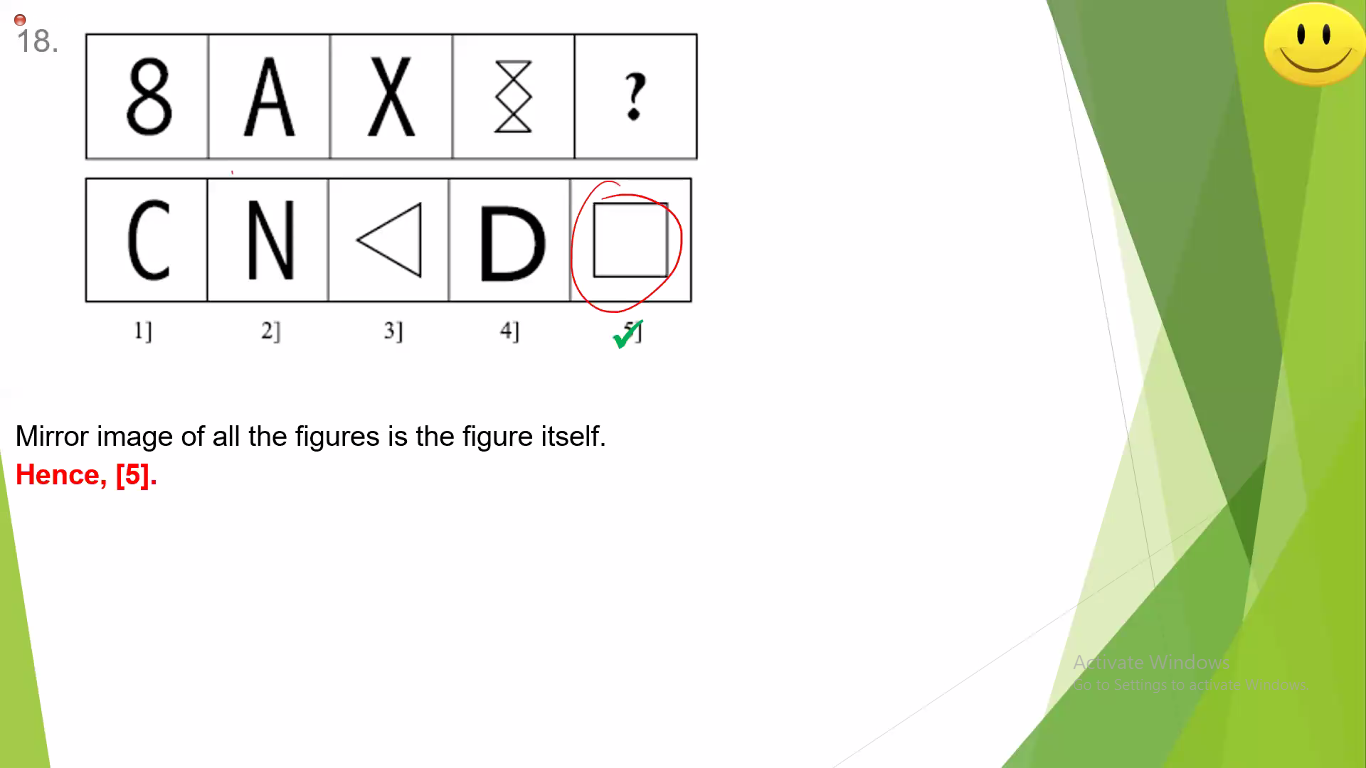 18.
8 A X ?
C N D
1] 2] 3] 4] 5]
Mirror image of all the figures is the figure itself.
Hence, [5].
Activate Windows
Go to Settings to activate Windows.